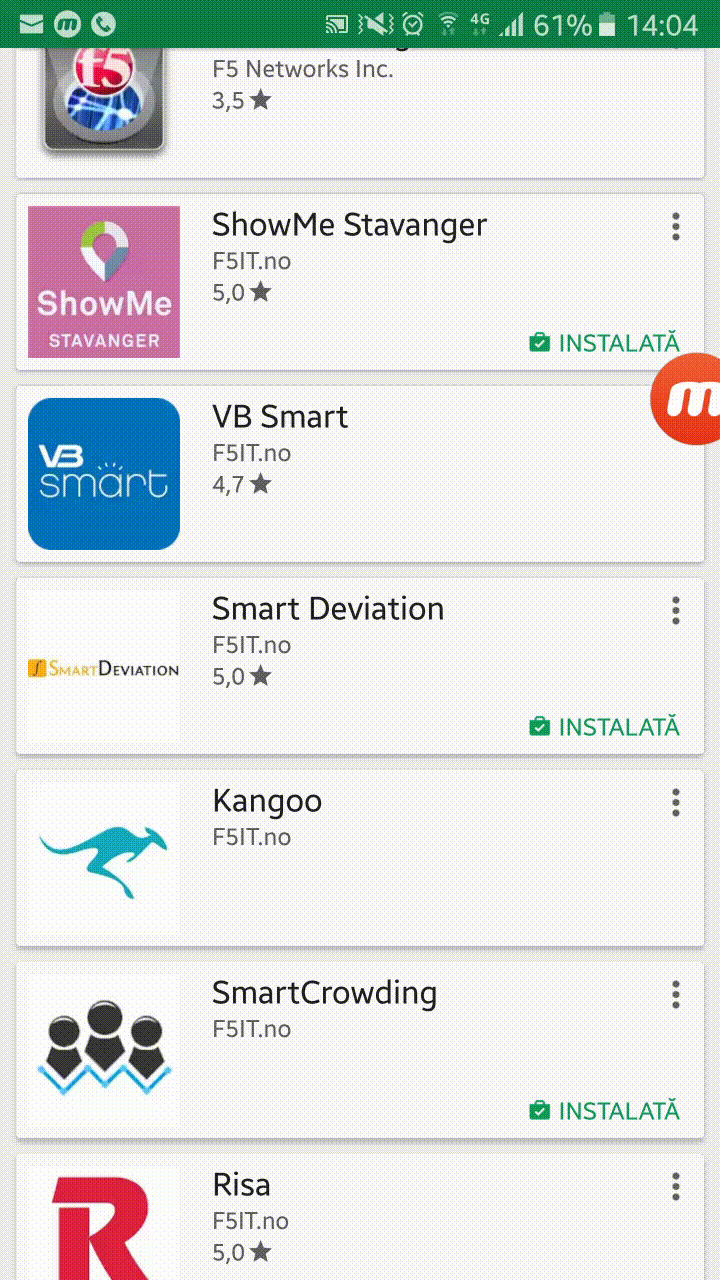 4G 61% 14:04
f5
F5 Networks Inc.
3,5
ShowMe
STAVANGER
ShowMe Stavanger
F5IT.no
5,0
INSTALATĂ
m
VB
smart
VB Smart
F5IT.no
4,7
SMARTDEVIATION
Smart Deviation
F5IT.no
5,0
INSTALATĂ
Kangoo
F5IT.no
SmartCrowding
F5IT.no
INSTALATĂ
R
Risa
F5IT.no
5,0